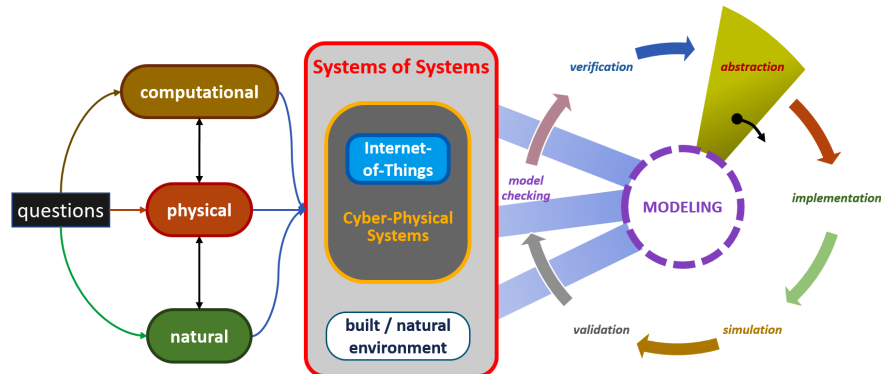 questions
computational
physical
natural
Systems of Systems
Internet-
of-Things
Cyber-Physical
Systems
built / natural
environment
MODELING
verification
abstraction
implementation
simulation
validation
model
checking